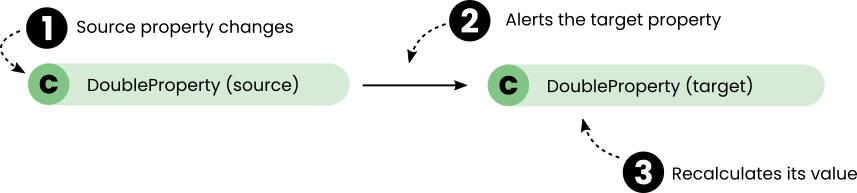 1 Source property changes
2 Alerts the target property
C DoubleProperty (source)
C DoubleProperty (target)
3 Recalculates its value